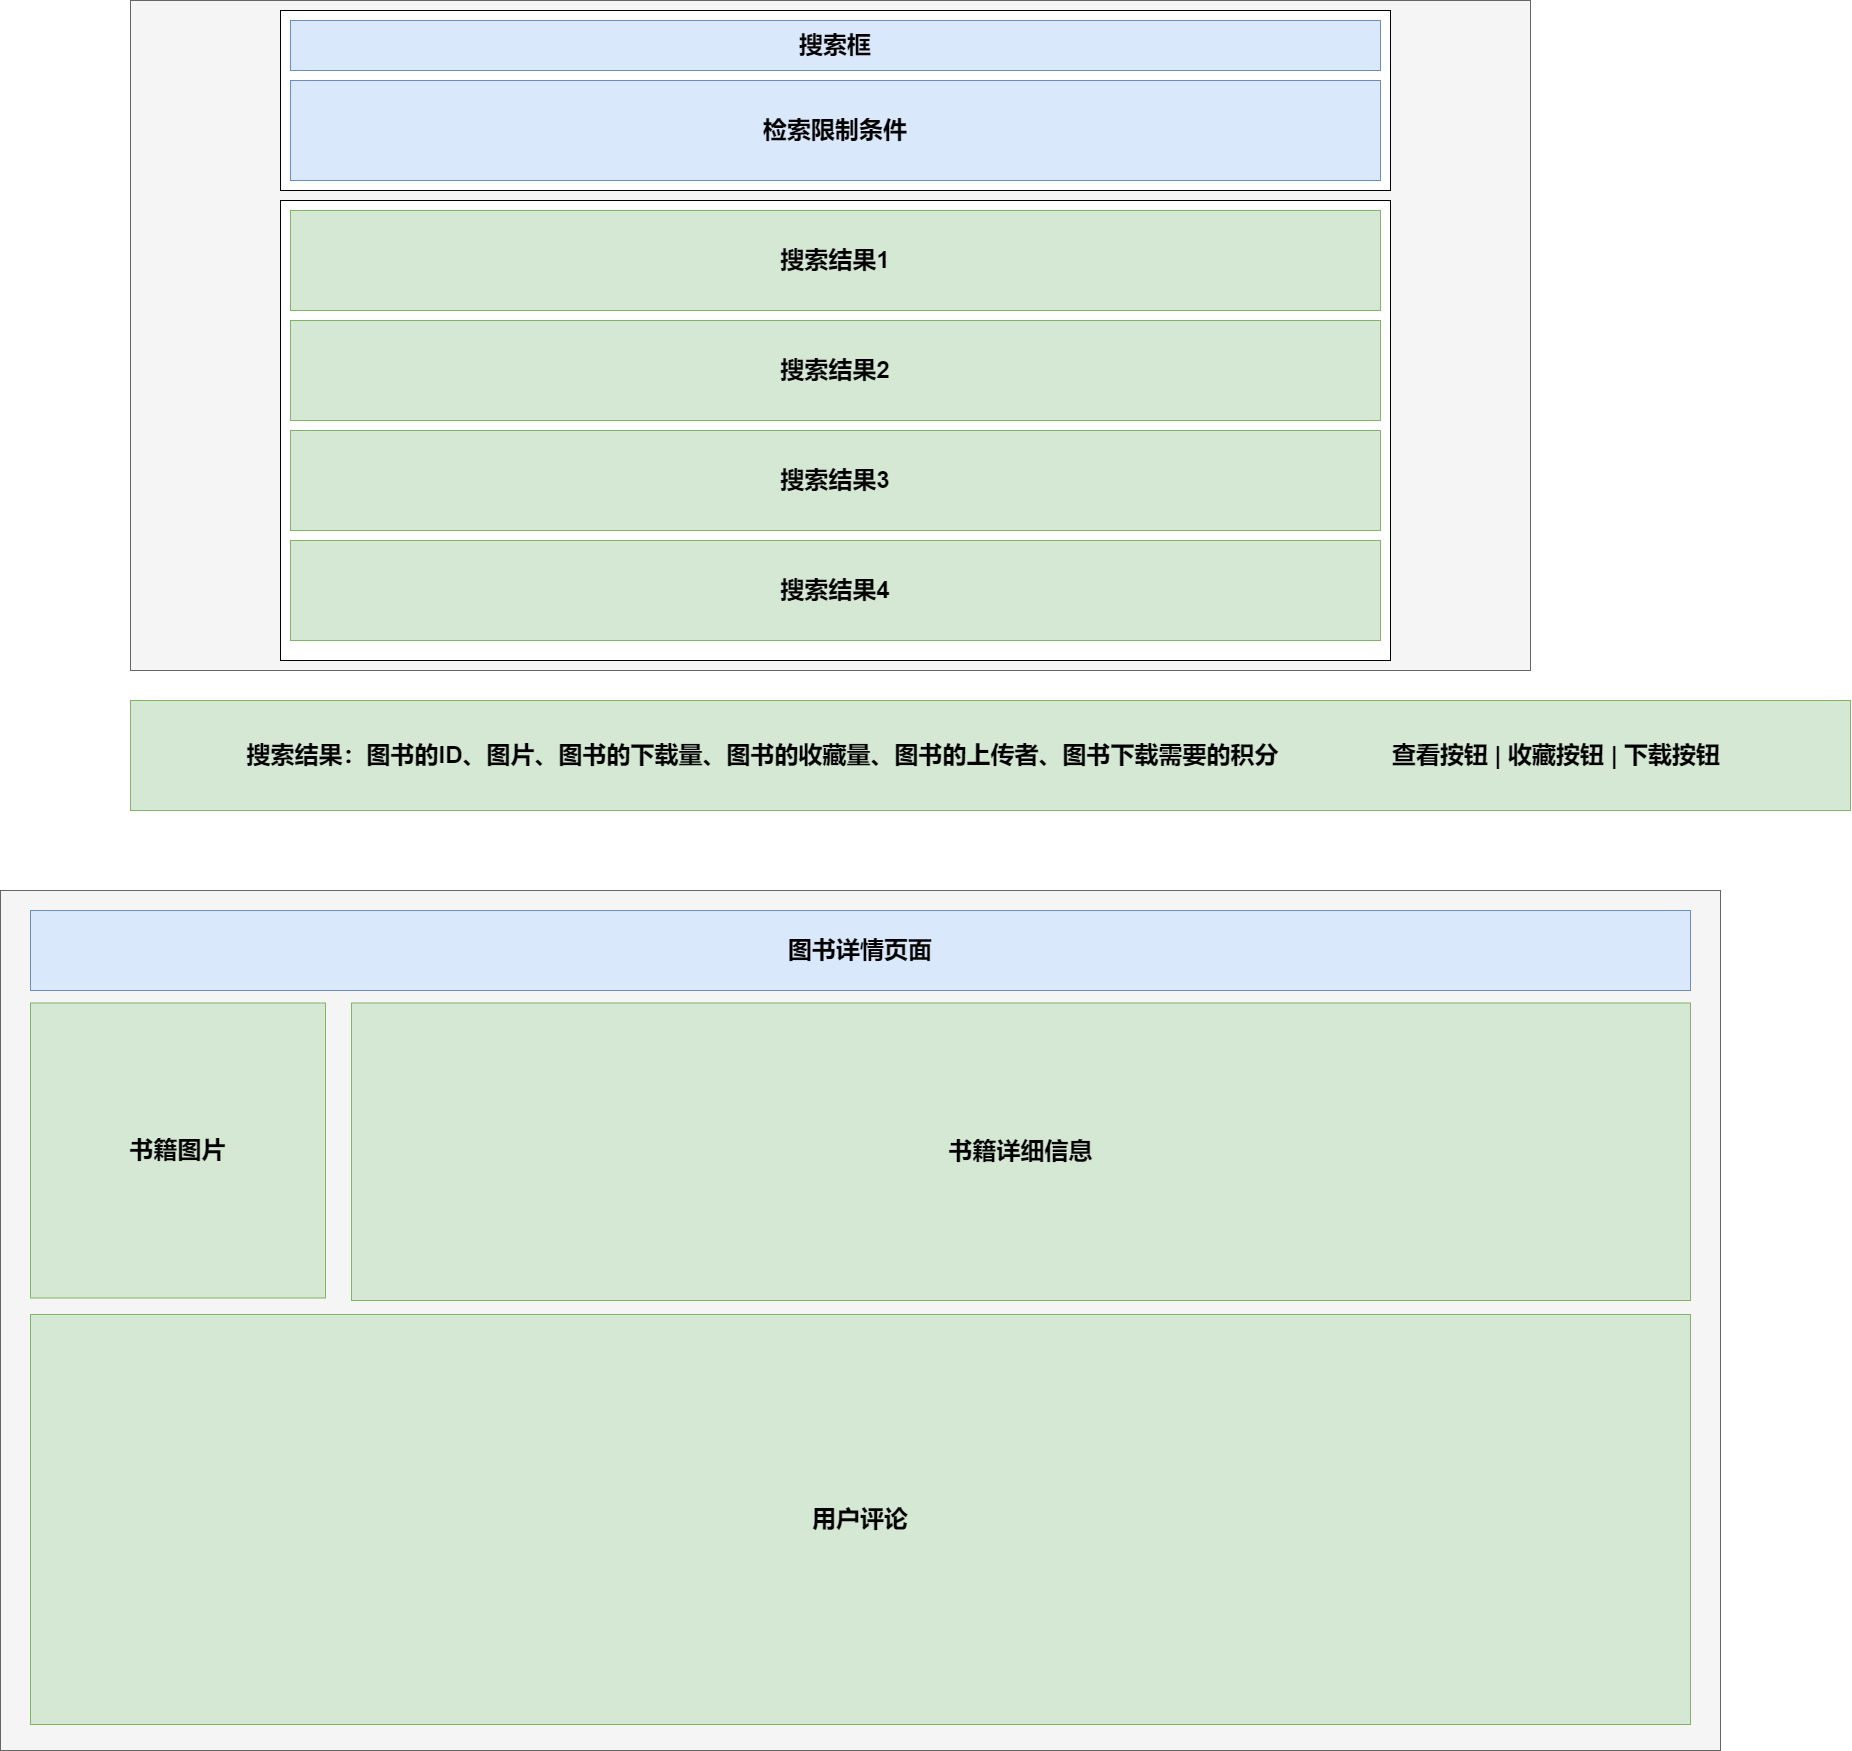 搜索框
检索限制条件
搜索结果1
搜索结果2
搜索结果3
搜索结果4
搜索结果：图书的ID、图片、图书的下载量、图书的收藏量、图书的上传者、图书下载需要的积分 查看按钮 | 收藏按钮 | 下载按钮
图书详情页面
书籍图片
书籍详细信息
用户评论